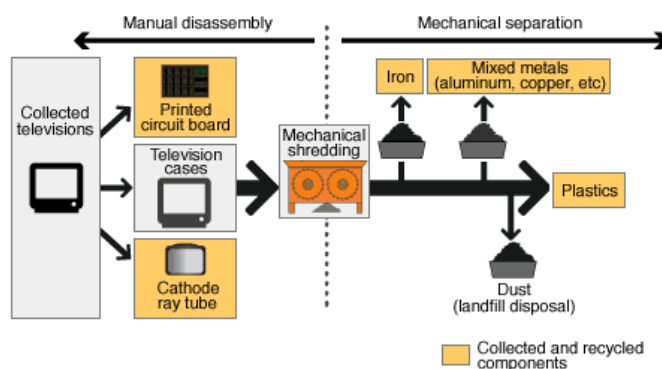 Manual disassembly
Mechanical separation
Collected
televisions
Printed
circuit board
Television
cases
Cathode
ray tube
Mechanical
shredding
Iron
Mixed metals
(aluminum, copper, etc)
Plastics
Dust
(landfill disposal)
Collected and recycled
components